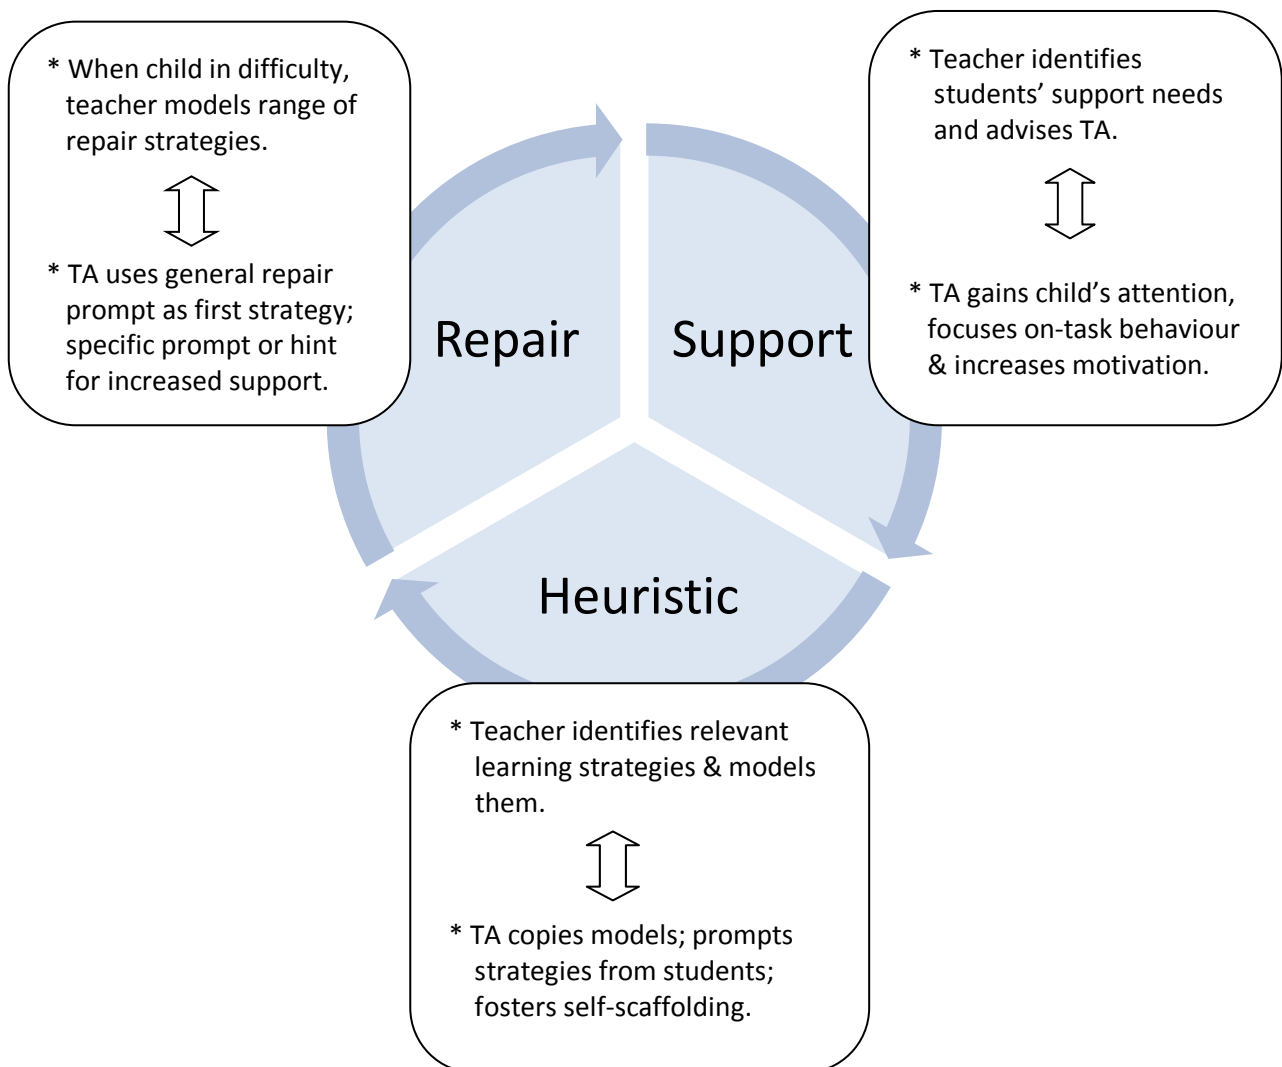 * When child in difficulty,
teacher models range of
repair strategies.
* TA uses general repair
prompt as first strategy;
specific prompt or hint
for increased support.
* Teacher identifies
students’ support needs
and advises TA.
* TA gains child’s attention,
focuses on-task behaviour
& increases motivation.
Repair
Support
Heuristic
* Teacher identifies relevant
learning strategies & models
them.
* TA copies models; prompts
strategies from students;
fosters self-scaffolding.